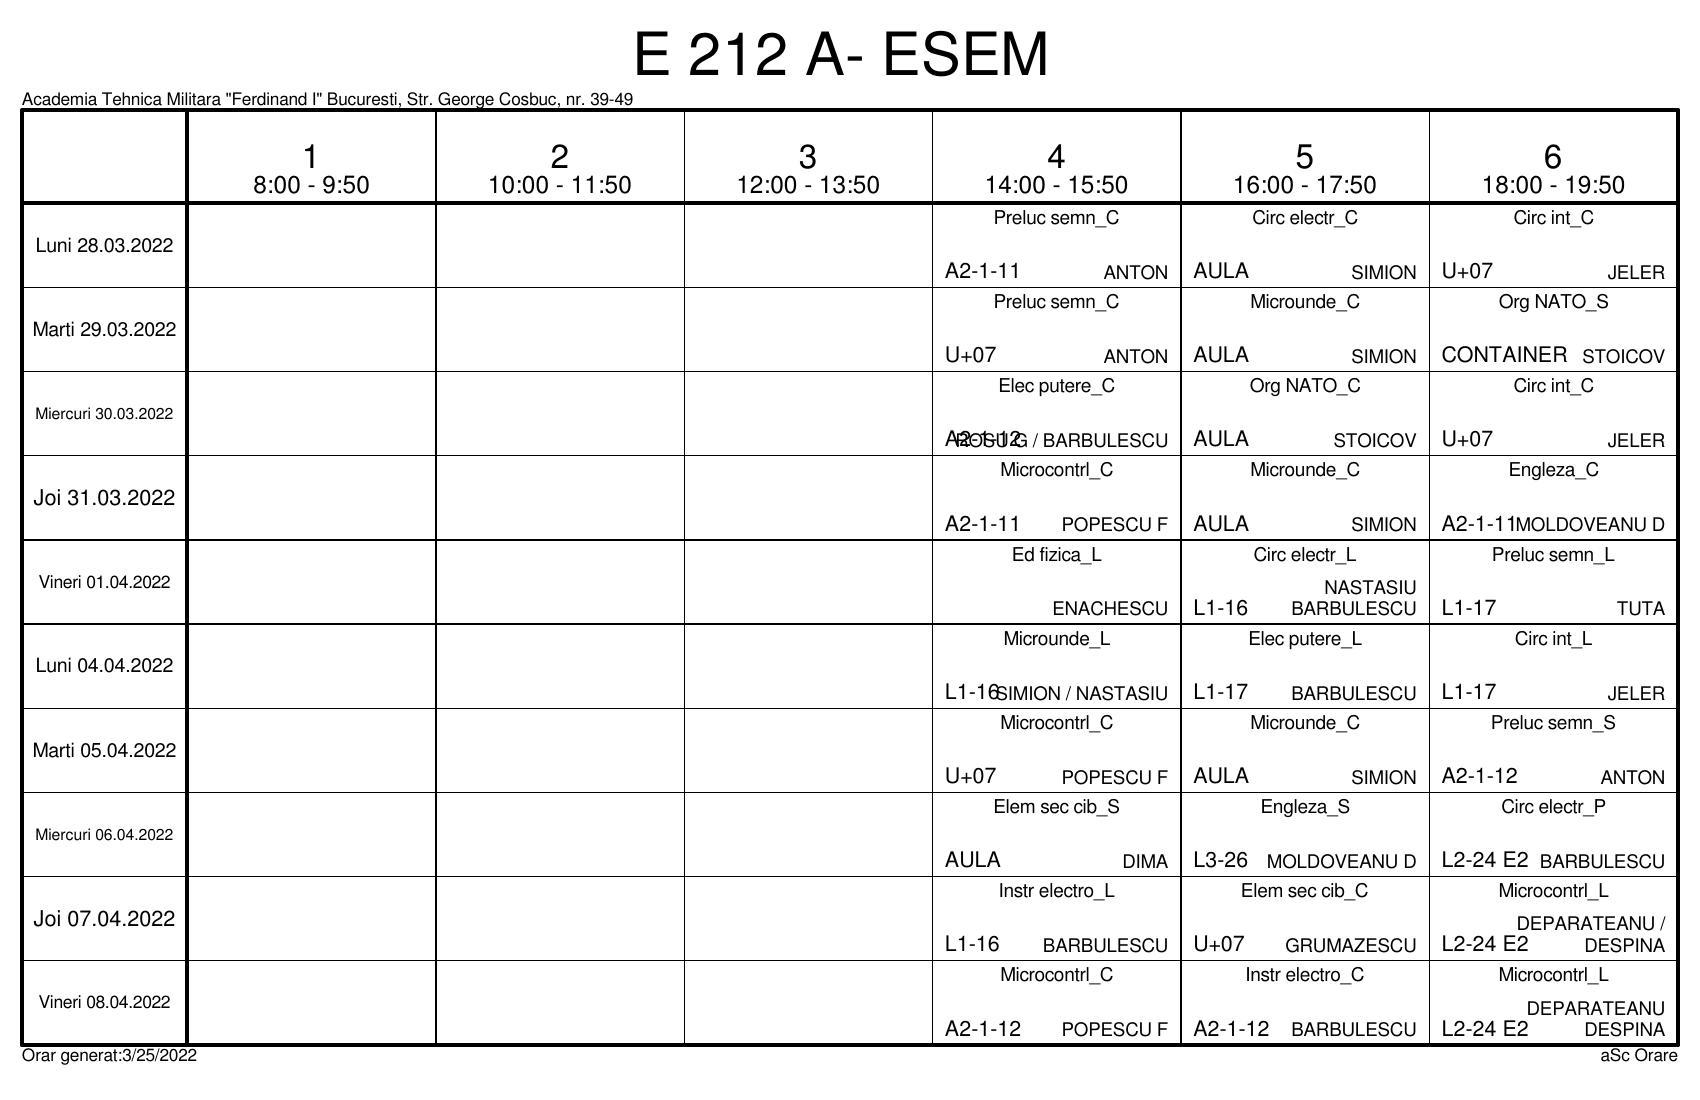 E 212 A- ESEM
Academia Tehnica Militara "Ferdinand I" Bucuresti, Str. George Cosbuc, nr. 39-49
1 2 3 4 5 6
8:00 - 9:50 10:00 - 11:50 12:00 - 13:50 14:00 - 15:50 16:00 - 17:50 18:00 - 19:50
Luni 28.03.2022
Preluc semn_C
A2-1-11 ANTON
Circ electr_C
AULA SIMION
Circ int_C
U+07 JELER
Marti 29.03.2022
Preluc semn_C
U+07 ANTON
Microunde_C
AULA SIMION
Org NATO_S
CONTAINER STOICOV
Miercuri 30.03.2022
Elec putere_C
A2-1-12 ROSU G / BARBULESCU
Org NATO_C
AULA STOICOV
Circ int_C
U+07 JELER
Joi 31.03.2022
Microcontrl_C
A2-1-11 POPESCU F
Microunde_C
AULA SIMION
Engleza_C
A2-1-11 MOLDOVEANU D
Vineri 01.04.2022
Ed fizica_L
ENACHESCU
Circ electr_L
NASTASIU
L1-16 BARBULESCU
Preluc semn_L
L1-17 TUTA
Luni 04.04.2022
Microunde_L
L1-16 SIMION / NASTASIU
Elec putere_L
L1-17 BARBULESCU
Circ int_L
L1-17 JELER
Marti 05.04.2022
Microcontrl_C
U+07 POPESCU F
Microunde_C
AULA SIMION
Preluc semn_S
A2-1-12 ANTON
Miercuri 06.04.2022
Elem sec cib_S
AULA DIMA
Engleza_S
L3-26 MOLDOVEANU D
Circ electr_P
L2-24 E2 BARBULESCU
Joi 07.04.2022
Instr electro_L
L1-16 BARBULESCU
Elem sec cib_C
U+07 GRUMAZESCU
Microcontrl_L
DEPARATEANU /
L2-24 E2 DESPINA
Vineri 08.04.2022
Microcontrl_C
A2-1-12 POPESCU F
Instr electro_C
A2-1-12 BARBULESCU
Microcontrl_L
DEPARATEANU
L2-24 E2 DESPINA
Orar generat:3/25/2022 aSc Orare